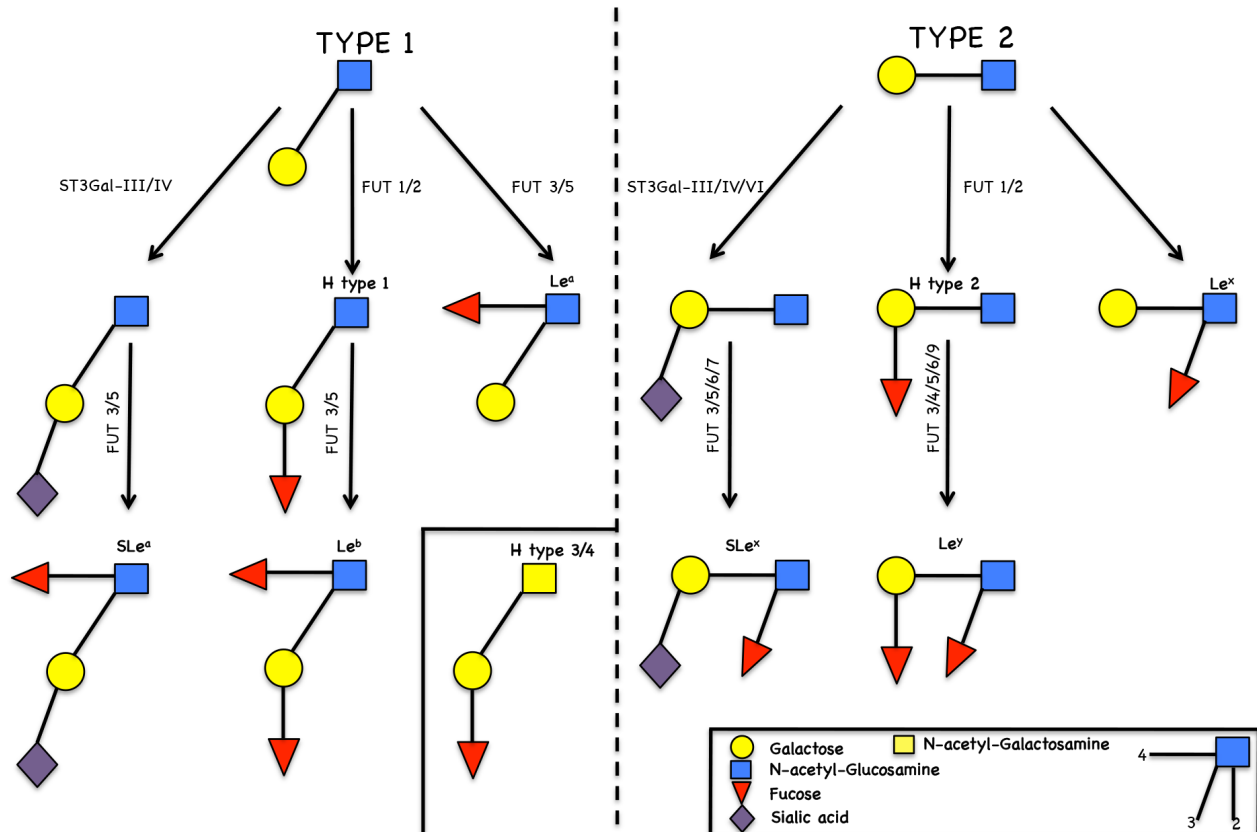 TYPE 1
TYPE 2
ST3Gal-III/IV
FUT 1/2
FUT 3/5
ST3Gal-III/IV/VI
FUT 1/2
H type 1
Leᵃ
H type 2
Leˣ
FUT 3/5
FUT 3/5
FUT 3/5/6/7
FUT 3/4/5/6/9
SLeᵃ
Leᵇ
H type 3/4
SLeˣ
Leʸ
Galactose
N-acetyl-Galactosamine
N-acetyl-Glucosamine
Fucose
Sialic acid
4
3
2